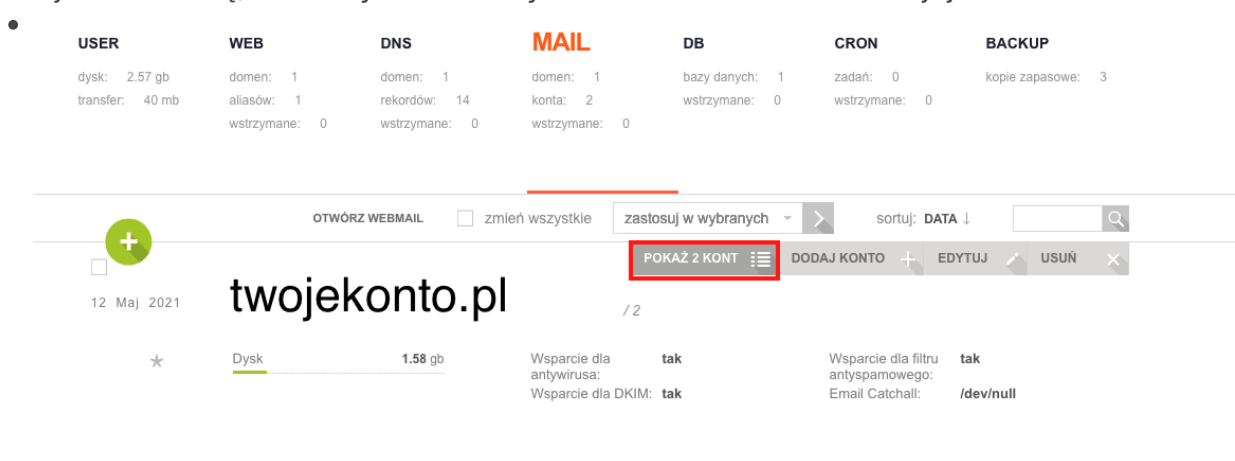 USER WEB DNS MAIL DB CRON BACKUP
dysk: 2.57 gb domen: 1 domen: 1 domen: 1 bazy danych: 1 zadań: 0 kopie zapasowe: 3
transfer: 40 mb aliasów: 1 rekordów: 14 konta: 2 wstrzymane: 0 wstrzymane: 0
wstrzymane: 0 wstrzymane: 0 wstrzymane: 0
OTWÓRZ WEBMAIL zmień wszystkie zastosuj w wybranych sortuj: DATA ↓
POKAŻ 2 KONT DODAJ KONTO EDYTUJ USUŃ
12 Maj 2021 twojekonto.pl / 2
Dysk 1.58 gb Wsparcie dla tak Wsparcie dla filtru tak
antywirusa: antyspamowego:
Wsparcie dla DKIM: tak Email Catchall: /dev/null